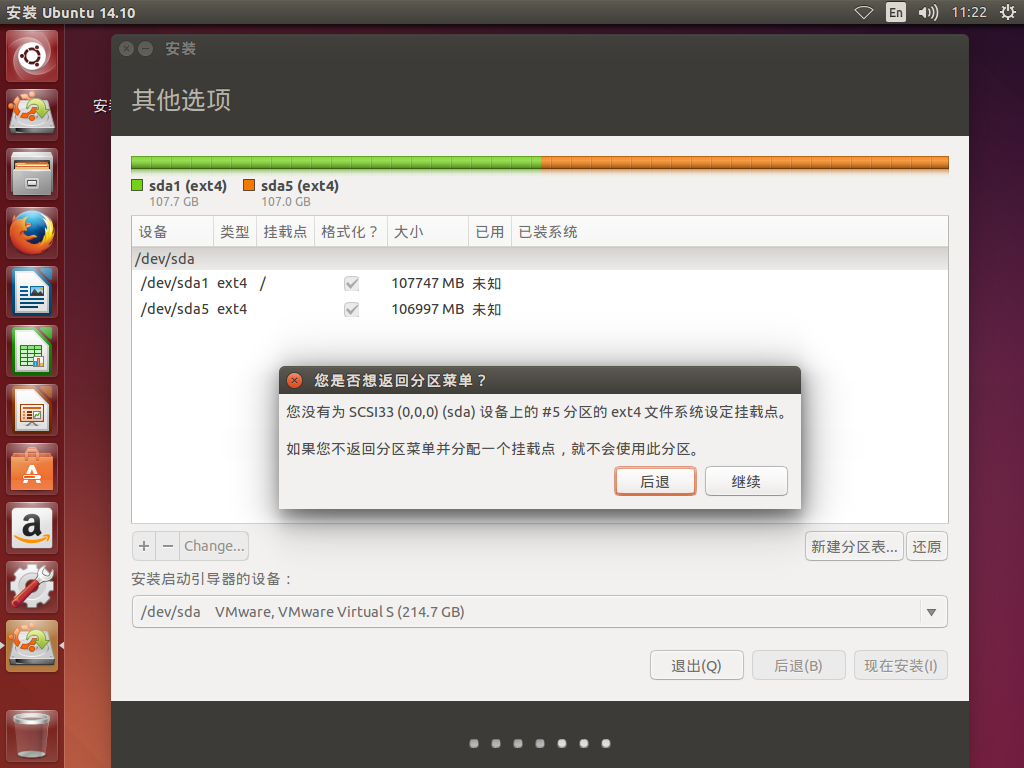 安装 Ubuntu 14.10
En
11:22
安装
安装
其他选项
sda1 (ext4) sda5 (ext4)
107.7 GB 107.0 GB
设备 类型 挂载点 格式化？ 大小 已用 已装系统
/dev/sda
/dev/sda1 ext4 / 107747 MB 未知
/dev/sda5 ext4 106997 MB 未知
您是否想返回分区菜单？
您没有为 SCSI33 (0,0,0) (sda) 设备上的 #5 分区的 ext4 文件系统设定挂载点。
如果您不返回分区菜单并分配一个挂载点，就不会使用此分区。
后退 继续
+ − Change... 新建分区表... 还原
安装启动引导器的设备：
/dev/sda VMware, VMware Virtual S (214.7 GB)
退出(Q) 后退(B) 现在安装(I)